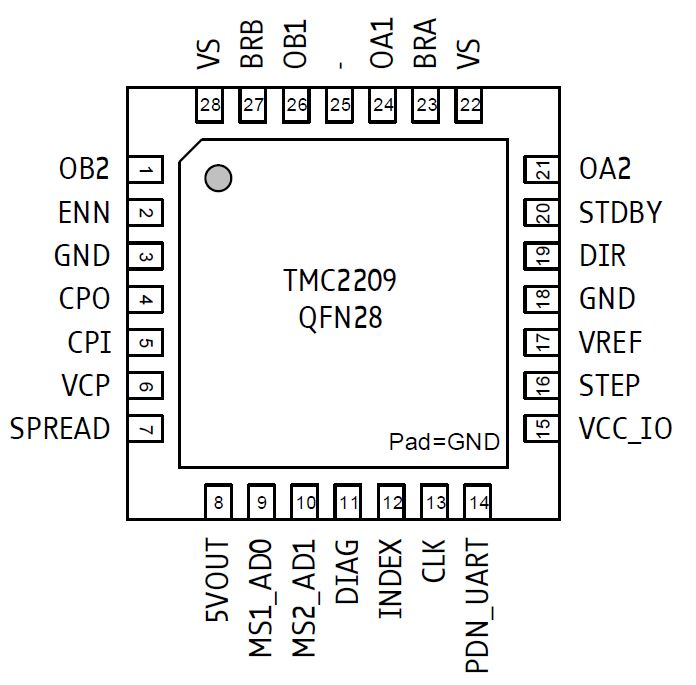 VS BRB OB1 - OA1 BRA VS
28 27 26 25 24 23 22
OB2 1 21 OA2
ENN 2 20 STDBY
GND 3 19 DIR
CPO 4 18 GND
CPI 5 17 VREF
VCP 6 16 STEP
SPREAD 7 15 VCC_IO
TMC2209
QFN28
Pad=GND
8 9 10 11 12 13 14
5VOUT MS1_AD0 MS2_AD1 DIAG INDEX CLK PDN_UART